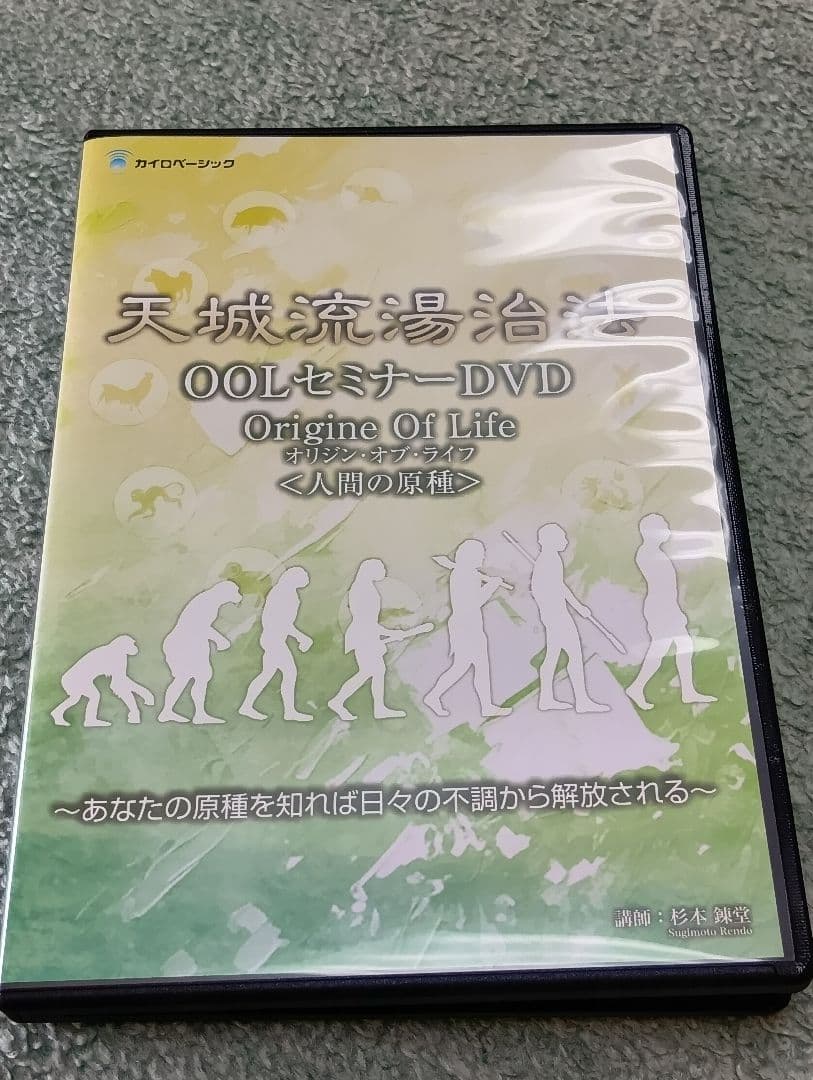 カイロベーシック
天城流湯治法
OOLセミナーDVD
Origine Of Life
オリジン・オブ・ライフ
＜人間の原種＞
～あなたの原種を知れば日々の不調から解放される～
講師：杉本 錬堂
Sugimoto Rendo